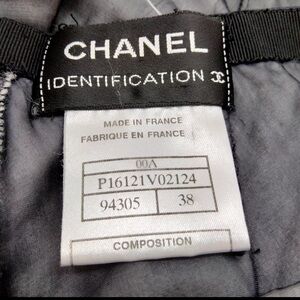 CHANEL
IDENTIFICATION
MADE IN FRANCE
FABRIQUE EN FRANCE
00A
P16121V02124
94305 38
COMPOSITION